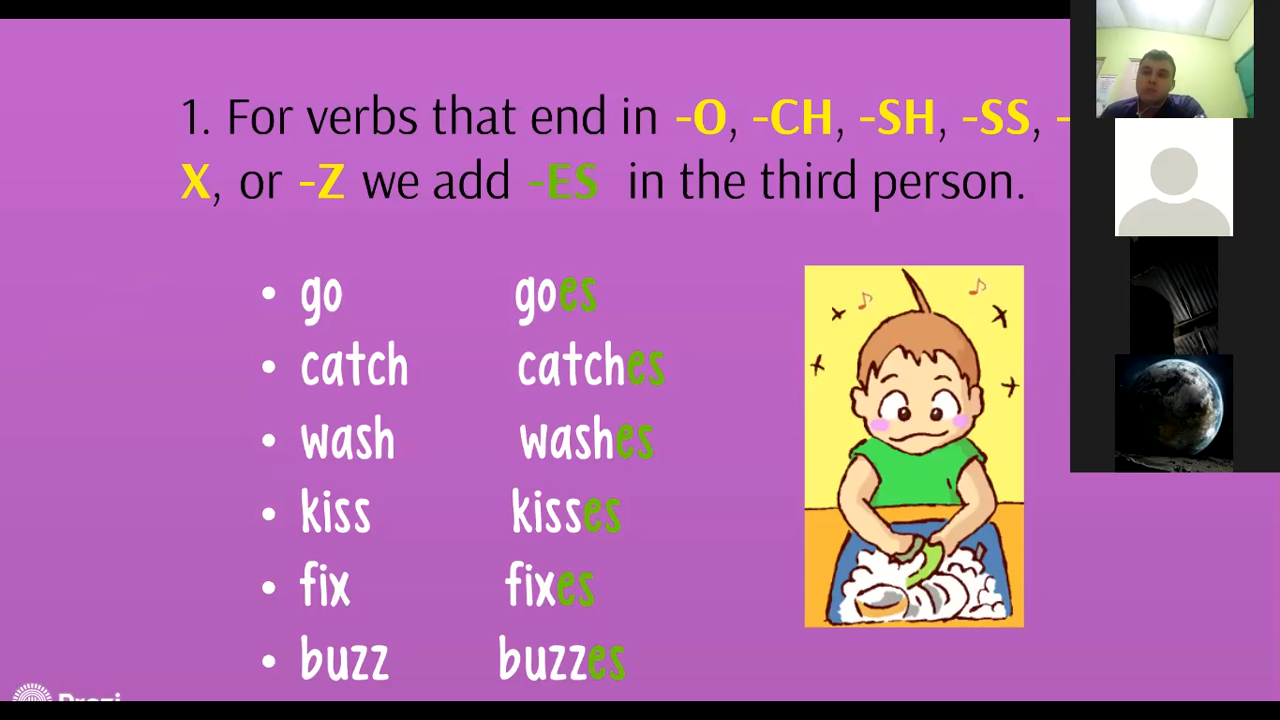 1. For verbs that end in -O, -CH, -SH, -SS, -
X, or -Z we add -ES in the third person.
• go goes
• catch catches
• wash washes
• kiss kisses
• fix fixes
• buzz buzzes
Prezi